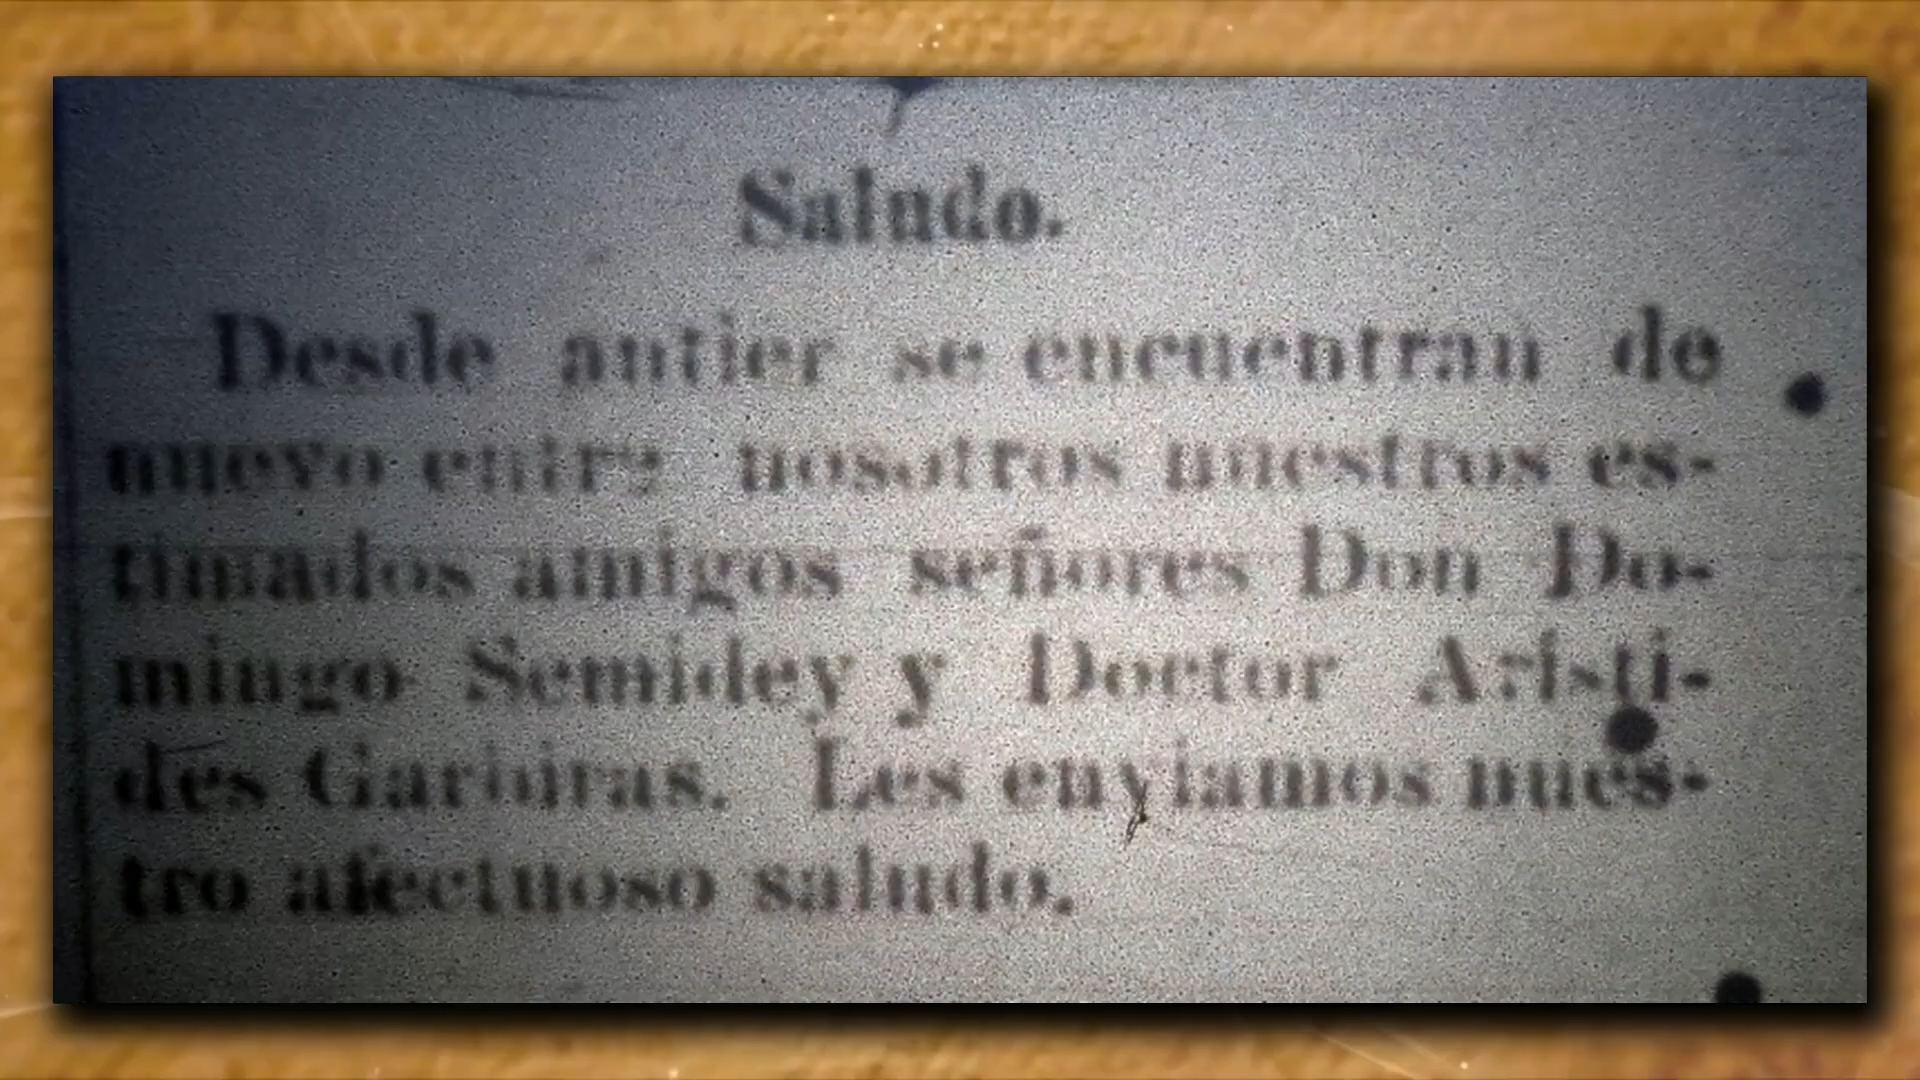 Saludo.
Desde antier se encuentran de
nuevo entre nosotros nuestros es-
timados amigos señores Don Do-
mingo Semidey y Doctor Aristi-
des Garbiras. Les enviamos nues-
tro afectuoso saludo.